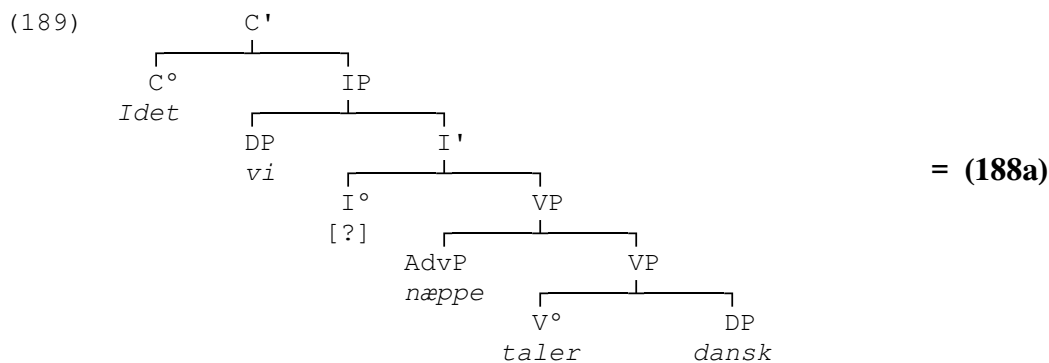 (189) C'
C° IP
Idet
DP I'
vi
= (188a)
I° VP
[?]
AdvP VP
næppe
V° DP
taler dansk